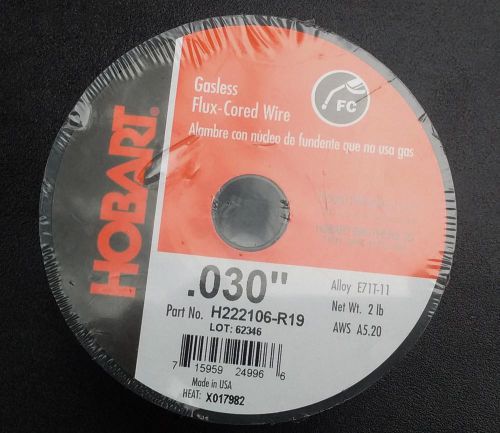 HOBART®
Gasless
Flux-Cored Wire
Alambre con núcleo de fundente que no usa gas
FC
.030"
Alloy E71T-11
Net Wt. 2 lb
AWS A5.20
Part No. H222106-R19
LOT: 62346
7 15959 24996 6
Made in USA
HEAT: X017982